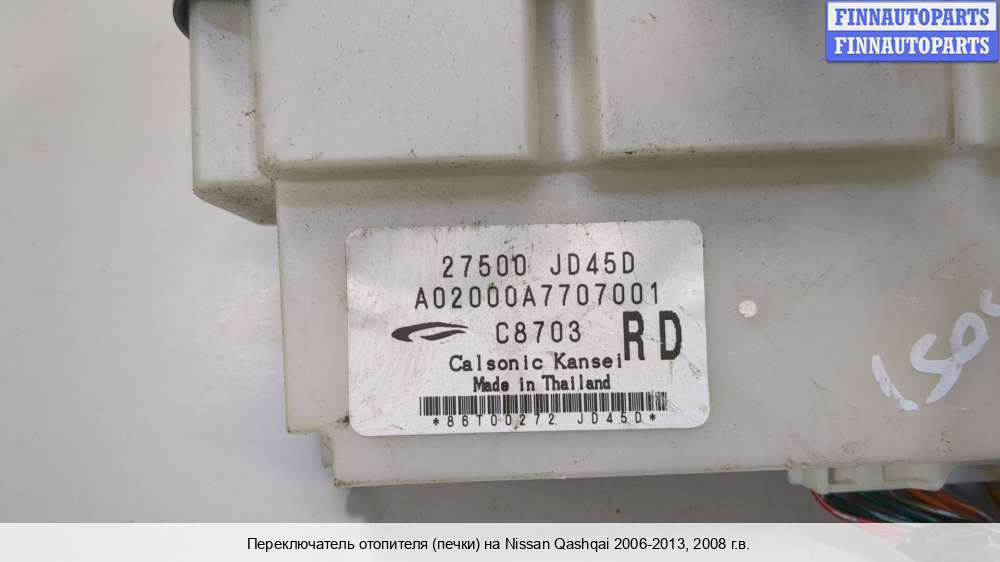 FINNAUTOPARTS
FINNAUTOPARTS
27500 JD45D
A02000A7707001
C8703 RD
Calsonic Kansei
Made in Thailand
*86T00272 JD45D*
Переключатель отопителя (печки) на Nissan Qashqai 2006-2013, 2008 г.в.